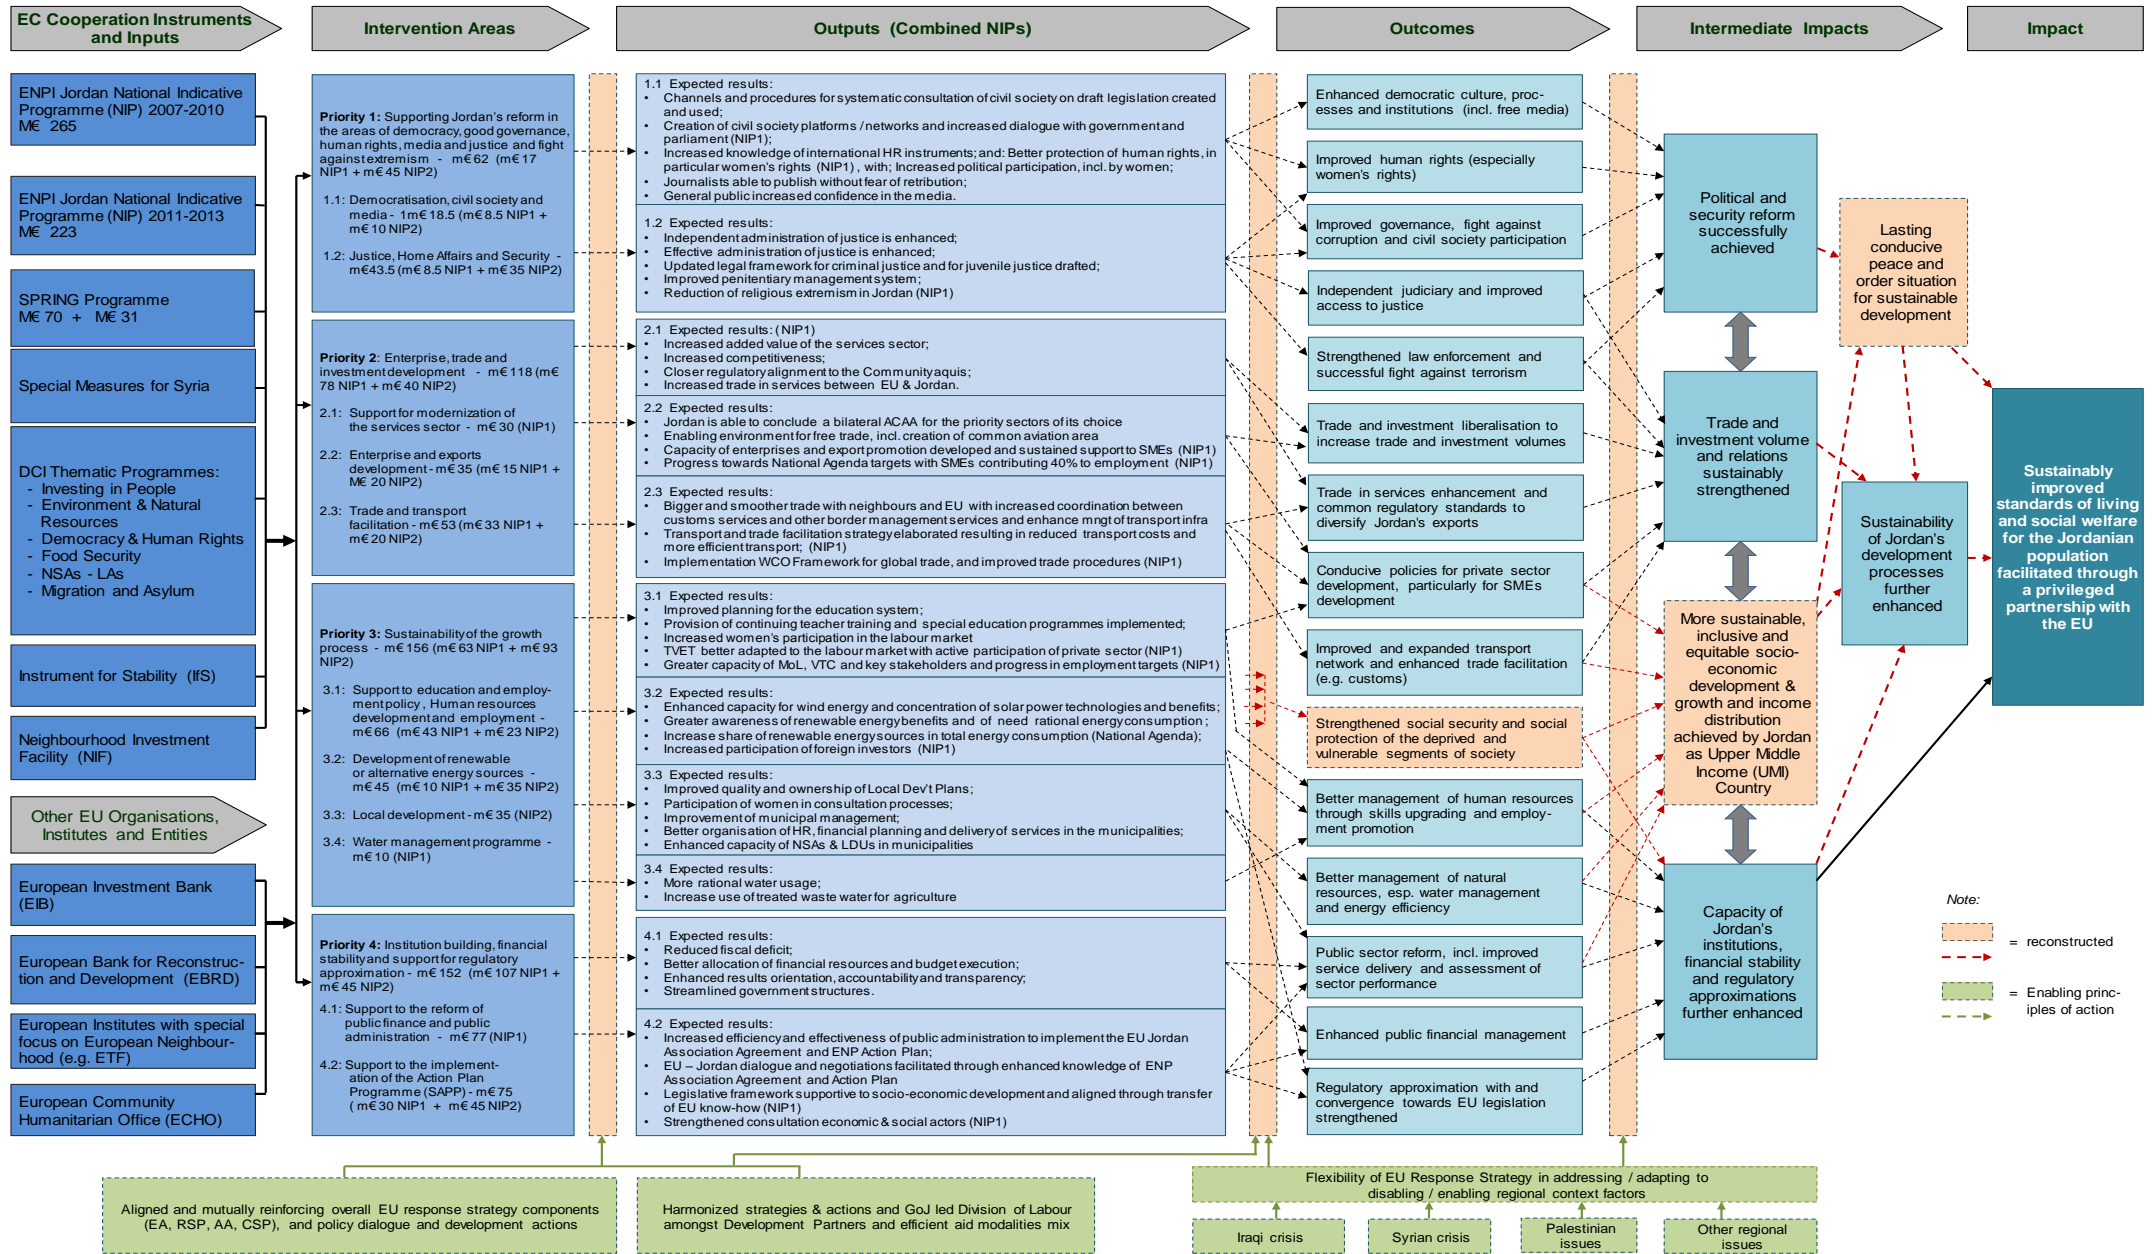 EC Cooperation Instruments
and Inputs
Intervention Areas
Outputs (Combined NIPs)
Outcomes
Intermediate Impacts
Impact
ENPI Jordan National Indicative
Programme (NIP) 2007-2010
M€ 265
ENPI Jordan National Indicative
Programme (NIP) 2011-2013
M€ 223
SPRING Programme
M€ 70 + M€ 31
Special Measures for Syria
DCI Thematic Programmes:
- Investing in People
- Environment & Natural
Resources
- Democracy & Human Rights
- Food Security
- NSAs - LAs
- Migration and Asylum
Instrument for Stability (IfS)
Neighbourhood Investment
Facility (NIF)
Other EU Organisations,
Institutes and Entities
European Investment Bank
(EIB)
European Bank for Reconstruc-
tion and Development (EBRD)
European Institutes with special
focus on European Neighbour-
hood (e.g. ETF)
European Community
Humanitarian Office (ECHO)
Priority 1: Supporting Jordan's reform in
the areas of democracy, good governance,
human rights, media and justice and fight
against extremism - m€ 62 (m€ 17
NIP1 + m€ 45 NIP2)
1.1: Democratisation, civil society and
media - 1m€ 18.5 (m€ 8.5 NIP1 +
m€ 10 NIP2)
1.2: Justice, Home Affairs and Security -
m€43.5 (m€ 8.5 NIP1 + m€ 35 NIP2)
Priority 2: Enterprise, trade and
investment development - m€ 118 (m€
78 NIP1 + m€ 40 NIP2)
2.1: Support for modernization of
the services sector - m€ 30 (NIP1)
2.2: Enterprise and exports
development - m€ 35 (m€ 15 NIP1 +
M€ 20 NIP2)
2.3: Trade and transport
facilitation - m€ 53 (m€ 33 NIP1 +
m€ 20 NIP2)
Priority 3: Sustainability of the growth
process - m€ 156 (m€ 63 NIP1 + m€ 93
NIP2)
3.1: Support to education and employ-
ment policy, Human resources
development and employment -
m€ 66 (m€ 43 NIP1 + m€ 23 NIP2)
3.2: Development of renewable
or alternative energy sources -
m€ 45 (m€ 10 NIP1 + m€ 35 NIP2)
3.3: Local development - m€ 35 (NIP2)
3.4: Water management programme -
m€ 10 (NIP1)
Priority 4: Institution building, financial
stability and support for regulatory
approximation - m€ 152 (m€ 107 NIP1 +
m€ 45 NIP2)
4.1: Support to the reform of
public finance and public
administration - m€ 77 (NIP1)
4.2: Support to the implement-
ation of the Action Plan
Programme (SAPP) - m€ 75
( m€ 30 NIP1 + m€ 45 NIP2)
1.1 Expected results:
• Channels and procedures for systematic consultation of civil society on draft legislation created
and used;
• Creation of civil society platforms / networks and increased dialogue with government and
parliament (NIP1);
• Increased knowledge of international HR instruments; and: Better protection of human rights, in
particular women's rights (NIP1) , with; Increased political participation, incl. by women;
• Journalists able to publish without fear of retribution;
• General public increased confidence in the media.
1.2 Expected results:
• Independent administration of justice is enhanced;
• Effective administration of justice is enhanced;
• Updated legal framework for criminal justice and for juvenile justice drafted;
• Improved penitentiary management system;
• Reduction of religious extremism in Jordan (NIP1)
2.1 Expected results: (NIP1)
• Increased added value of the services sector;
• Increased competitiveness;
• Closer regulatory alignment to the Community aquis;
• Increased trade in services between EU & Jordan.
2.2 Expected results:
• Jordan is able to conclude a bilateral ACAA for the priority sectors of its choice
• Enabling environment for free trade, incl. creation of common aviation area
• Capacity of enterprises and export promotion developed and sustained support to SMEs (NIP1)
• Progress towards National Agenda targets with SMEs contributing 40% to employment (NIP1)
2.3 Expected results:
• Bigger and smoother trade with neighbours and EU with increased coordination between
customs services and other border management services and enhance mngt of transport infra
• Transport and trade facilitation strategy elaborated resulting in reduced transport costs and
more efficient transport; (NIP1)
• Implementation WCO Framework for global trade, and improved trade procedures (NIP1)
3.1 Expected results:
• Improved planning for the education system;
• Provision of continuing teacher training and special education programmes implemented;
• Increased women's participation in the labour market
• TVET better adapted to the labour market with active participation of private sector (NIP1)
• Greater capacity of MoL, VTC and key stakeholders and progress in employment targets (NIP1)
3.2 Expected results:
• Enhanced capacity for wind energy and concentration of solar power technologies and benefits;
• Greater awareness of renewable energy benefits and of need rational energy consumption ;
• Increase share of renewable energy sources in total energy consumption (National Agenda);
• Increased participation of foreign investors (NIP1)
3.3 Expected results:
• Improved quality and ownership of Local Dev't Plans;
• Participation of women in consultation processes;
• Improvement of municipal management;
• Better organisation of HR, financial planning and delivery of services in the municipalities;
• Enhanced capacity of NSAs & LDUs in municipalities
3.4 Expected results:
• More rational water usage;
• Increase use of treated waste water for agriculture
4.1 Expected results:
• Reduced fiscal deficit;
• Better allocation of financial resources and budget execution;
• Enhanced results orientation, accountability and transparency;
• Streamlined government structures.
4.2 Expected results:
• Increased efficiency and effectiveness of public administration to implement the EU Jordan
Association Agreement and ENP Action Plan;
• EU – Jordan dialogue and negotiations facilitated through enhanced knowledge of ENP
Association Agreement and Action Plan
• Legislative framework supportive to socio-economic development and aligned through transfer
of EU know-how (NIP1)
• Strengthened consultation economic & social actors (NIP1)
Enhanced democratic culture, proc-
esses and institutions (incl. free media)
Improved human rights (especially
women's rights)
Improved governance, fight against
corruption and civil society participation
Independent judiciary and improved
access to justice
Strengthened law enforcement and
successful fight against terrorism
Trade and investment liberalisation to
increase trade and investment volumes
Trade in services enhancement and
common regulatory standards to
diversify Jordan's exports
Conducive policies for private sector
development, particularly for SMEs
development
Improved and expanded transport
network and enhanced trade facilitation
(e.g. customs)
Strengthened social security and social
protection of the deprived and
vulnerable segments of society
Better management of human resources
through skills upgrading and employ-
ment promotion
Better management of natural
resources, esp. water management
and energy efficiency
Public sector reform, incl. improved
service delivery and assessment of
sector performance
Enhanced public financial management
Regulatory approximation with and
convergence towards EU legislation
strengthened
Political and
security reform
successfully
achieved
Trade and
investment volume
and relations
sustainably
strengthened
More sustainable,
inclusive and
equitable socio-
economic
development &
growth and income
distribution
achieved by Jordan
as Upper Middle
Income (UMI)
Country
Capacity of
Jordan's
institutions,
financial stability
and regulatory
approximations
further enhanced
Lasting
conducive
peace and
order situation
for sustainable
development
Sustainability
of Jordan's
development
processes
further
enhanced
Sustainably
improved
standards of living
and social welfare
for the Jordanian
population
facilitated through
a privileged
partnership with
the EU
Note:
= reconstructed
= Enabling princ-
iples of action
Aligned and mutually reinforcing overall EU response strategy components
(EA, RSP, AA, CSP), and policy dialogue and development actions
Harmonized strategies & actions and GoJ led Division of Labour
amongst Development Partners and efficient aid modalities mix
Flexibility of EU Response Strategy in addressing / adapting to
disabling / enabling regional context factors
Iraqi crisis
Syrian crisis
Palestinian
issues
Other regional
issues